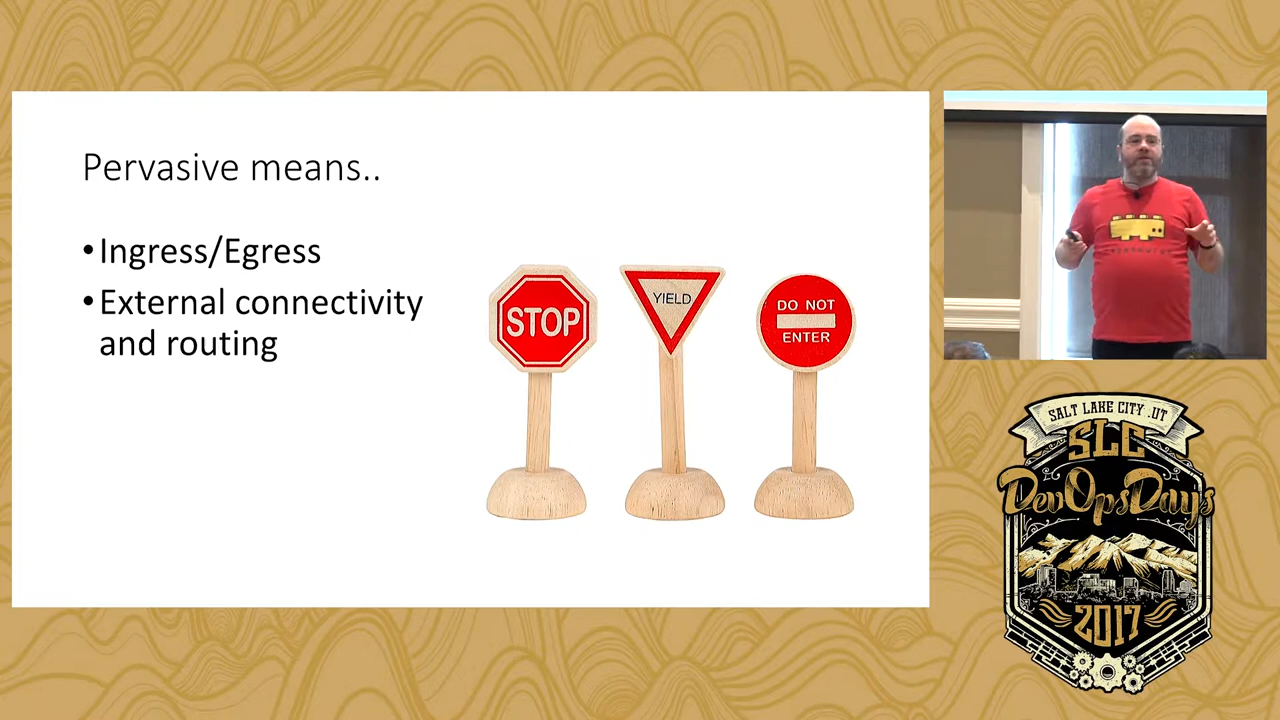 Pervasive means..
•Ingress/Egress
•External connectivity
and routing
STOP
YIELD
DO NOT
ENTER
SALT LAKE CITY .UT
SLC
DevOpsDays
2017